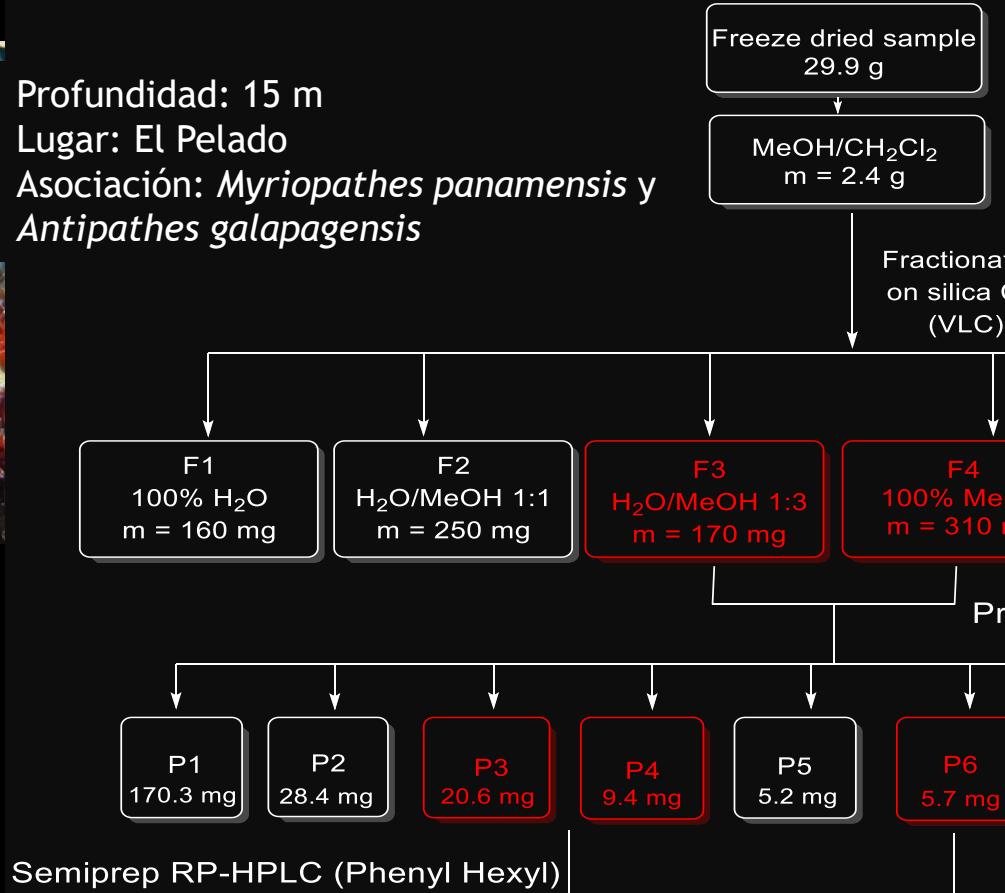 Freeze dried sample
29.9 g
Profundidad: 15 m
Lugar: El Pelado
Asociación: Myriopathes panamensis y
Antipathes galapagensis
MeOH/CH₂Cl₂
m = 2.4 g
on silica
(VLC)
F1
100% H₂O
m = 160 mg
F2
H₂O/MeOH 1:1
m = 250 mg
F3
H₂O/MeOH 1:3
m = 170 mg
F4
100%
m = 310
P1
170.3 mg
P2
28.4 mg
P3
20.6 mg
P4
9.4 mg
P5
5.2 mg
P6
5.7 mg
Semiprep RP-HPLC (Phenyl Hexyl)